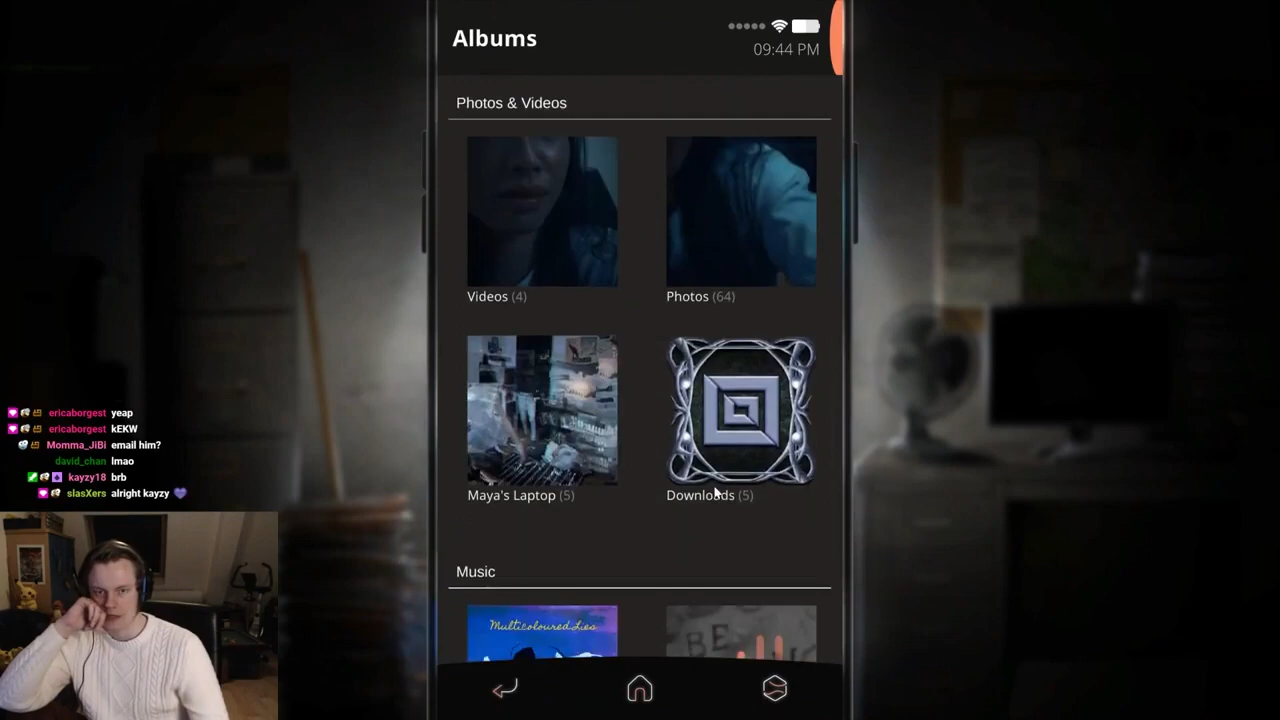 Albums
09:44 PM
Photos & Videos
Videos (4)
Photos (64)
Maya's Laptop (5)
Downloads (5)
Music
Multicoloured Lies
BE
ericaborgest yeap
ericaborgest kEKW
Momma_JiBi email him?
david_chan lmao
kayzy18 brb
slasXers alright kayzy